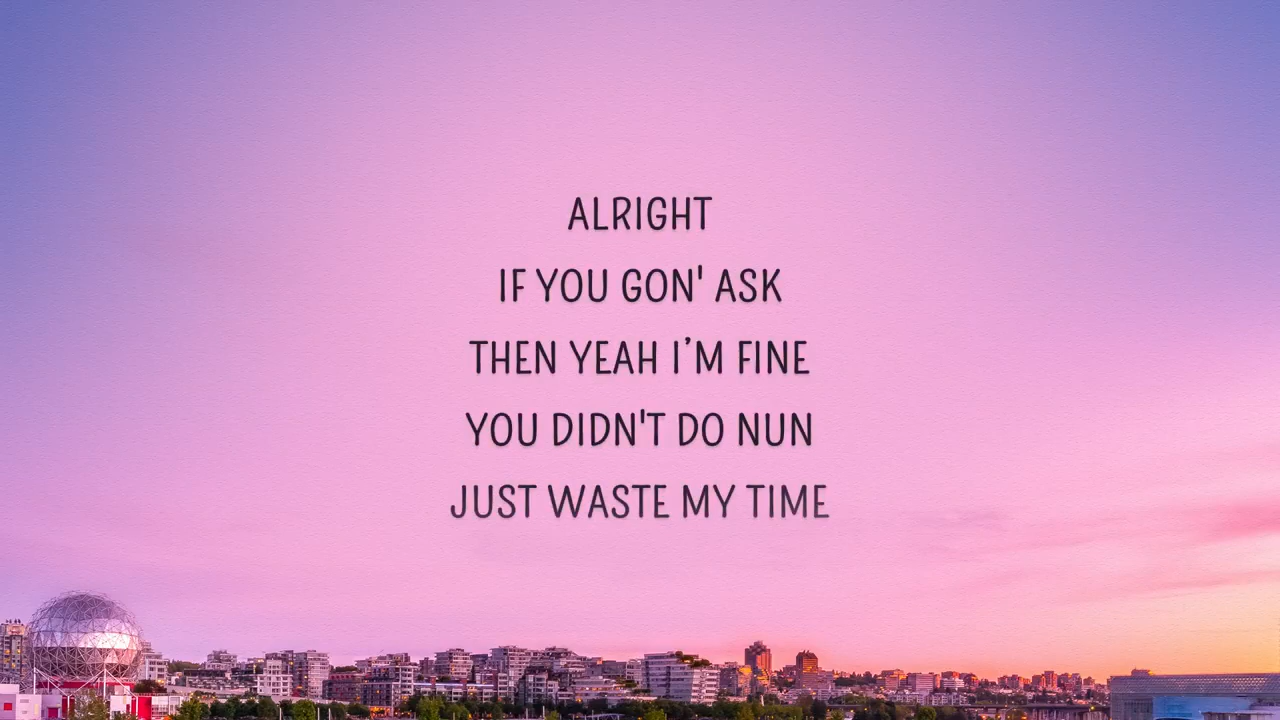 ALRIGHT
IF YOU GON' ASK
THEN YEAH I’M FINE
YOU DIDN'T DO NUN
JUST WASTE MY TIME